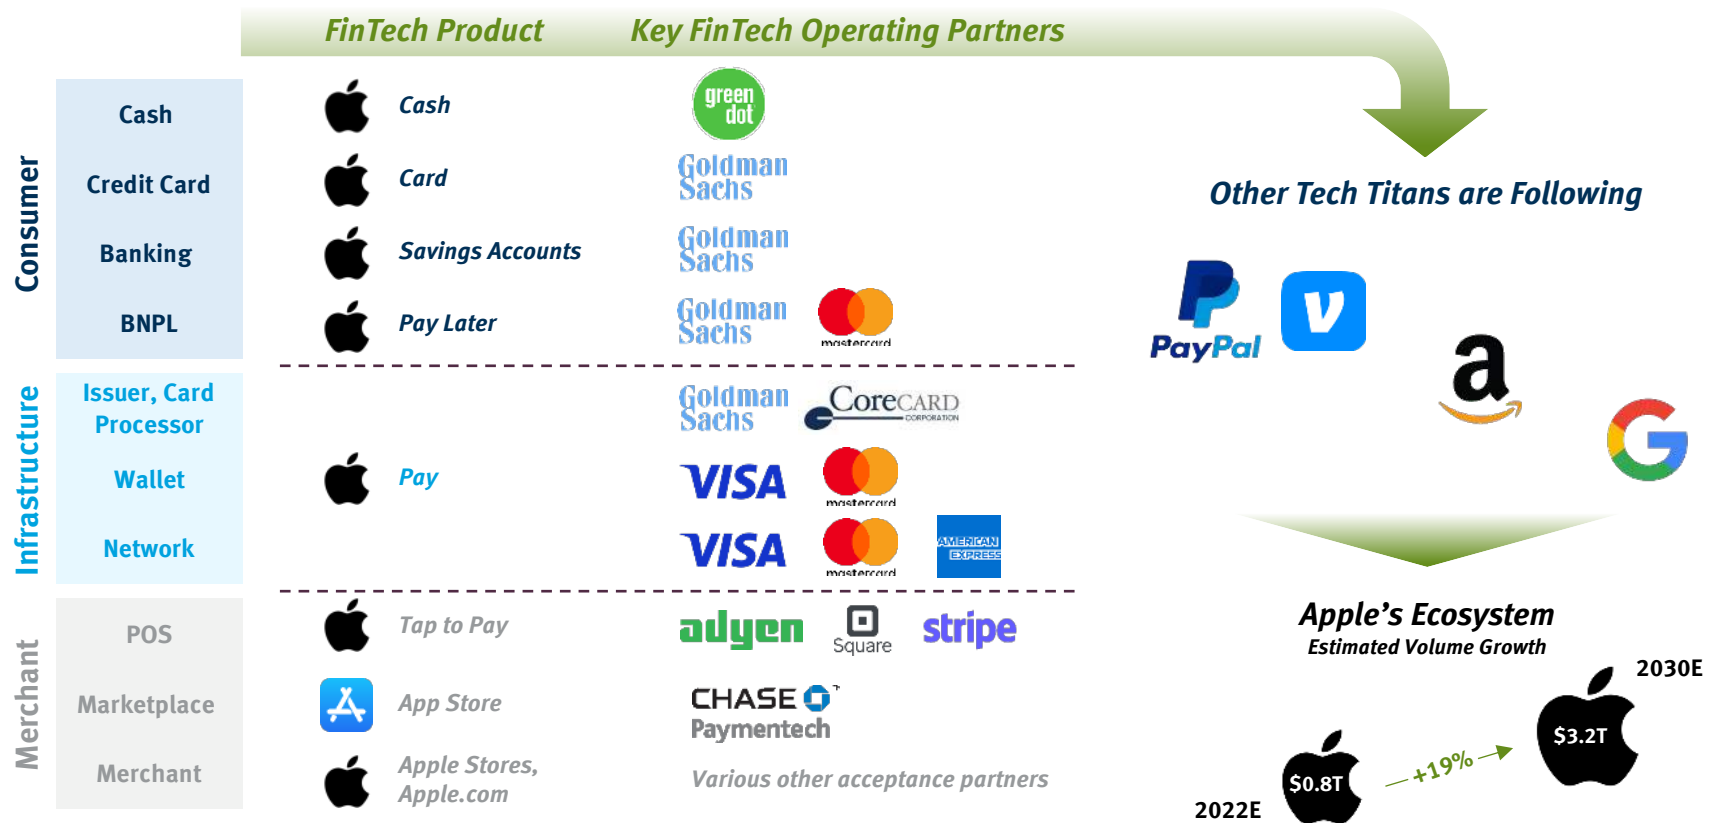 FinTech Product
Key FinTech Operating Partners
Consumer
Cash
Cash
green
dot
Credit Card
Card
Goldman
Sachs
Banking
Savings Accounts
Goldman
Sachs
BNPL
Pay Later
Goldman
Sachs
mastercard
Infrastructure
Issuer, Card
Processor
Goldman
Sachs
CoreCARD
CORPORATION
Wallet
Pay
VISA
mastercard
Network
VISA
mastercard
AMERICAN
EXPRESS
Merchant
POS
Tap to Pay
adyen
Square
stripe
Marketplace
App Store
CHASE
Paymentech
Merchant
Apple Stores,
Apple.com
Various other acceptance partners
Other Tech Titans are Following
PayPal
V
a
G
Apple’s Ecosystem
Estimated Volume Growth
2030E
$3.2T
+19%
$0.8T
2022E